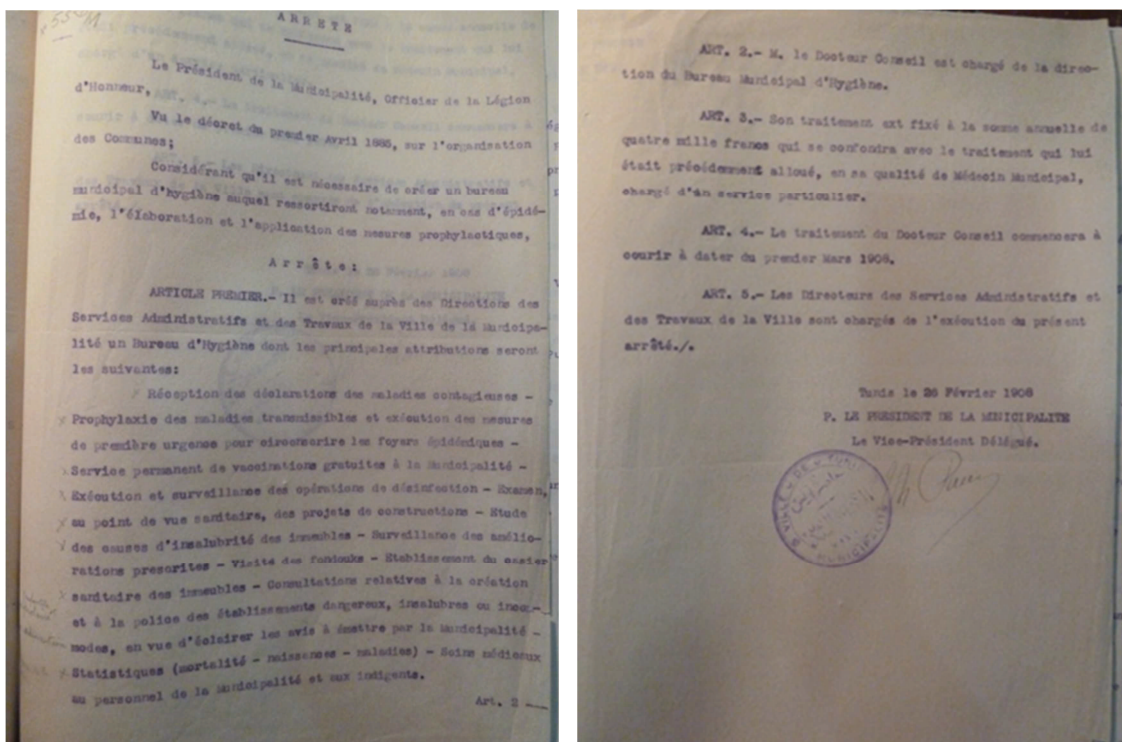 ARRETE
Le Président de la Municipalité, Officier de la Légion
d'Honneur,
Vu le décret du premier Avril 1885, sur l'organisation
des Communes;
Considérant qu'il est nécessaire de créer un bureau
municipal d'hygiène auquel ressortiront notamment, en cas d'épidé-
mie, l'élaboration et l'application des mesures prophylactiques,
Arrête:
ARTICLE PREMIER.- Il est créé auprès des Directions des
Services Administratifs et des Travaux de la Ville de la Municipa-
lité un Bureau d'Hygiène dont les principales attributions seront
les suivantes:
Réception des déclarations des maladies contagieuses -
Prophylaxie des maladies transmissibles et exécution des mesures
de première urgence pour circonscrire les foyers épidémiques -
Service permanent de vaccinations gratuites à la Municipalité -
Exécution et surveillance des opérations de désinfection - Examen,
au point de vue sanitaire, des projets de constructions - Etude
des causes d'insalubrité des immeubles - Surveillance des amélio-
rations prescrites - Visite des fondouks - Etablissement du casier
sanitaire des immeubles - Consultations relatives à la création
et à la police des établissements dangereux, insalubres ou incom-
modes, en vue d'éclairer les avis à émettre par la Municipalité -
Statistiques (mortalité - naissances - maladies) - Soins médicaux
au personnel de la Municipalité et aux indigents.
Art. 2
ART. 2.- M. le Docteur Conseil est chargé de la direc-
tion du Bureau Municipal d'Hygiène.
ART. 3.- Son traitement ext fixé à la somme annuelle de
quatre mille francs qui se confondra avec le traitement qui lui
était précédemment alloué, en sa qualité de Médecin Municipal,
chargé d'un service particulier.
ART. 4.- Le traitement du Docteur Conseil commencera à
courir à dater du premier Mars 1908.
ART. 5.- Les Directeurs des Services Administratifs et
des Travaux de la Ville sont chargés de l'exécution du présent
arrêté./.
Tunis le 26 Février 1908
P. LE PRESIDENT DE LA MUNICIPALITE
Le Vice-Président Délégué.
VILLE DE TUNIS